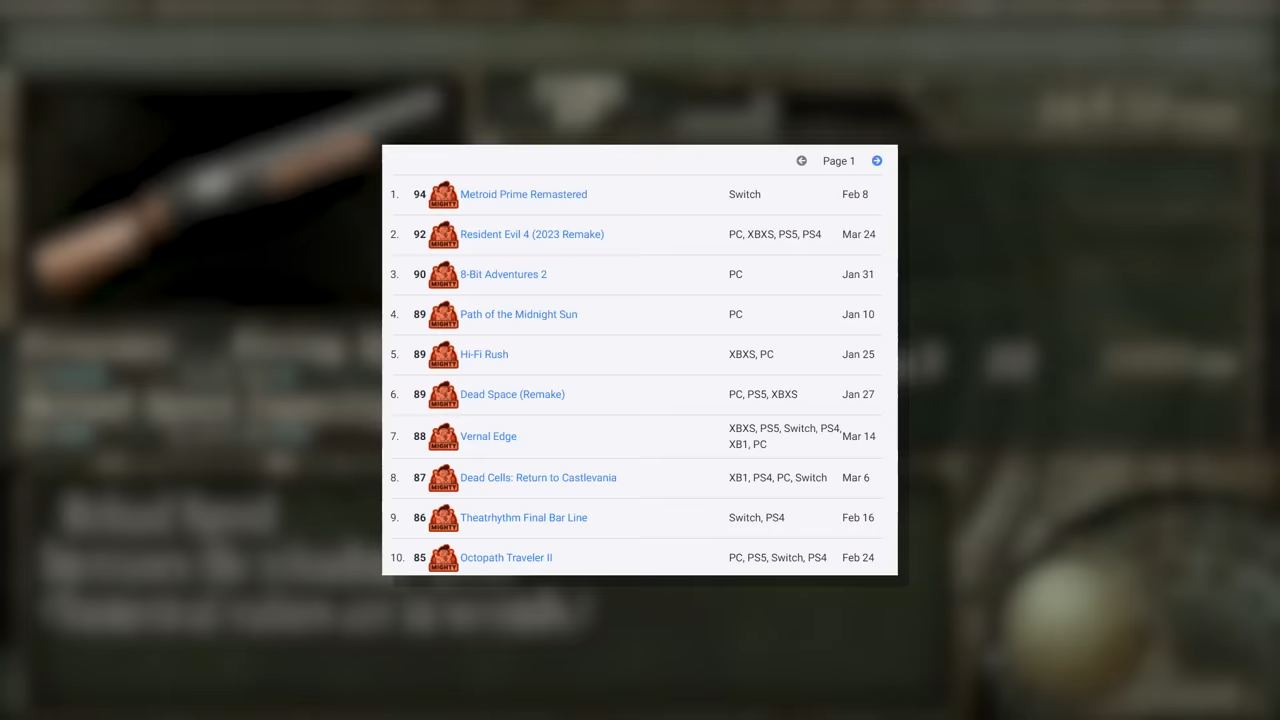 Page 1
1. 94 MIGHTY Metroid Prime Remastered Switch Feb 8
2. 92 MIGHTY Resident Evil 4 (2023 Remake) PC, XBXS, PS5, PS4 Mar 24
3. 90 MIGHTY 8-Bit Adventures 2 PC Jan 31
4. 89 MIGHTY Path of the Midnight Sun PC Jan 10
5. 89 MIGHTY Hi-Fi Rush XBXS, PC Jan 25
6. 89 MIGHTY Dead Space (Remake) PC, PS5, XBXS Jan 27
7. 88 MIGHTY Vernal Edge XBXS, PS5, Switch, PS4, Mar 14
XB1, PC
8. 87 MIGHTY Dead Cells: Return to Castlevania XB1, PS4, PC, Switch Mar 6
9. 86 MIGHTY Theatrhythm Final Bar Line Switch, PS4 Feb 16
10. 85 MIGHTY Octopath Traveler II PC, PS5, Switch, PS4 Feb 24